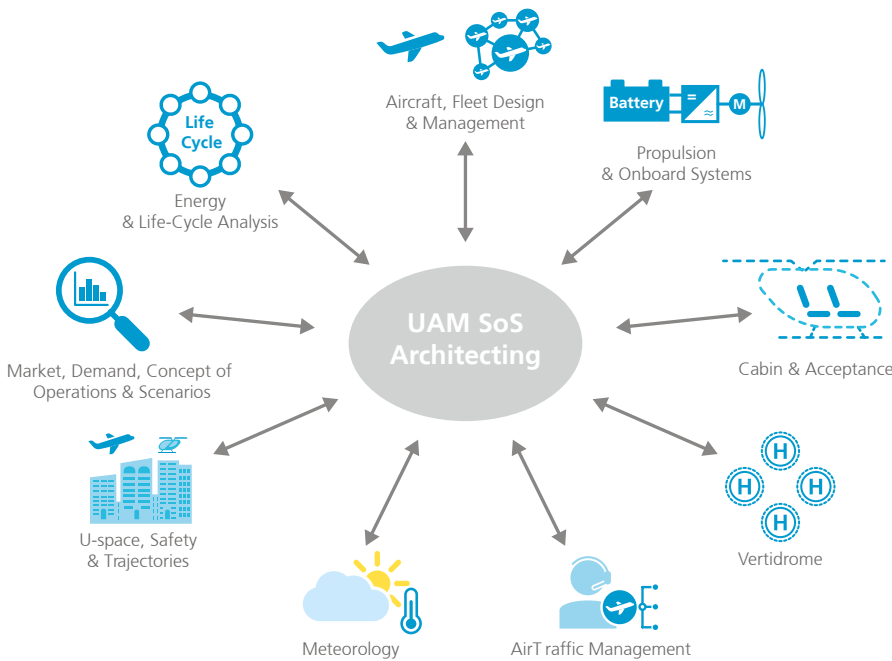 Aircraft, Fleet Design
& Management
Battery
=
≈
M
Propulsion
& Onboard Systems
Life
Cycle
Energy
& Life-Cycle Analysis
UAM SoS
Architecting
Cabin & Acceptance
Market, Demand, Concept of
Operations & Scenarios
H
H
H
H
Vertidrome
U-space, Safety
& Trajectories
Meteorology
AirT raffic Management